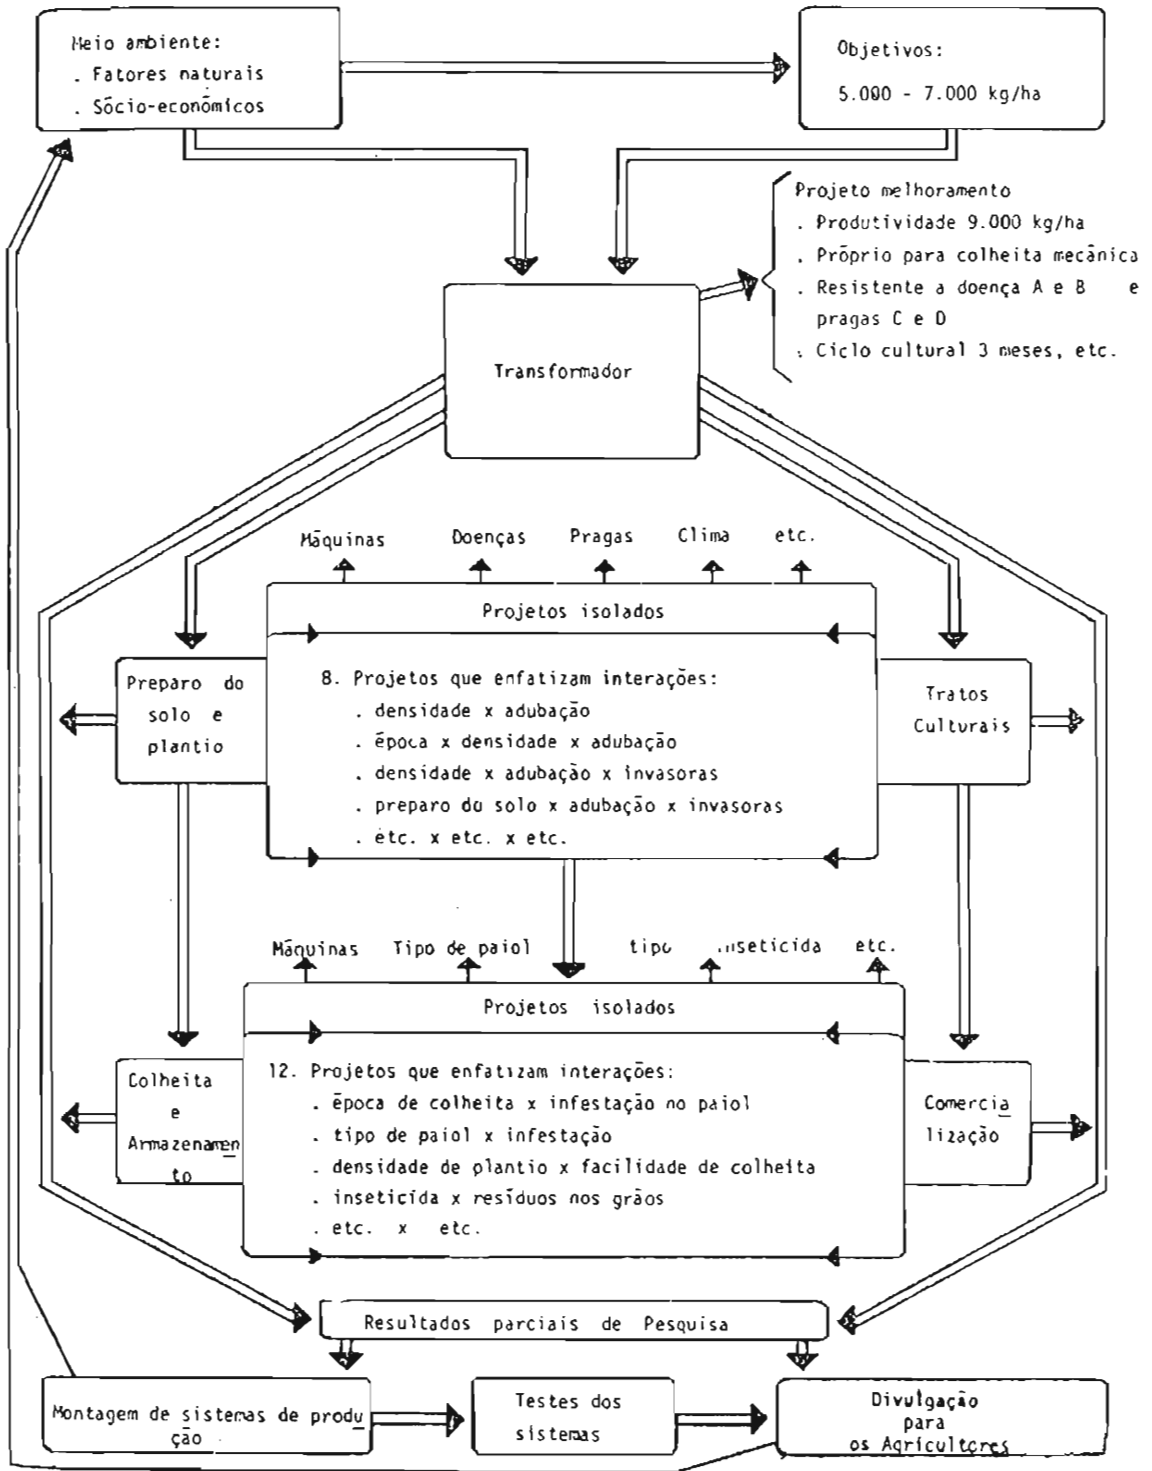 Meio ambiente:
. Fatores naturais
. Sócio-econômicos
Objetivos:
5.000 - 7.000 kg/ha
Projeto melhoramento
. Produtividade 9.000 kg/ha
. Próprio para colheita mecânica
. Resistente a doença A e B e
pragas C e D
. Ciclo cultural 3 meses, etc.
Transformador
Máquinas Doenças Pragas Clima etc.
Projetos isolados
Preparo do
solo e
plantio
8. Projetos que enfatizam interações:
. densidade x adubação
. época x densidade x adubação
. densidade x adubação x invasoras
. preparo do solo x adubação x invasoras
. etc. x etc. x etc.
Tratos
Culturais
Máquinas Tipo de paiol tipo inseticida etc.
Projetos isolados
Colheita
e
Armazenamen
to
12. Projetos que enfatizam interações:
. época de colheita x infestação no paiol
. tipo de paiol x infestação
. densidade de plantio x facilidade de colheita
. inseticida x resíduos nos grãos
. etc. x etc.
Comercia
lização
Resultados parciais de Pesquisa
Montagem de sistemas de produ
ção
Testes dos
sistemas
Divulgação
para
os Agricultores